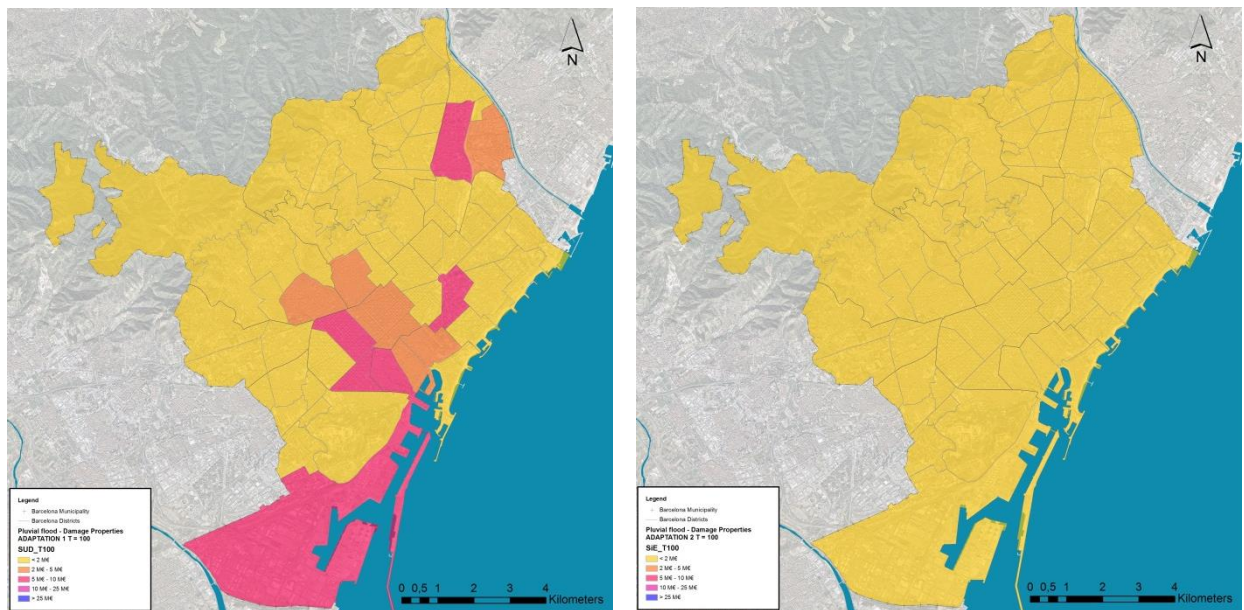 N
Legend
Barcelona Municipality
Barcelona Districts
Pluvial flood - Damage Properties
ADAPTATION 1 T = 100
SUD_T100
< 2 M€
2 M€ - 5 M€
5 M€ - 10 M€
10 M€ - 25 M€
> 25 M€
0 0,5 1 2 3 4
Kilometers
N
Legend
Barcelona Municipality
Barcelona Districts
Pluvial flood - Damage Properties
ADAPTATION 2 T = 100
SiE_T100
< 2 M€
2 M€ - 5 M€
5 M€ - 10 M€
10 M€ - 25 M€
> 25 M€
0 0,5 1 2 3 4
Kilometers